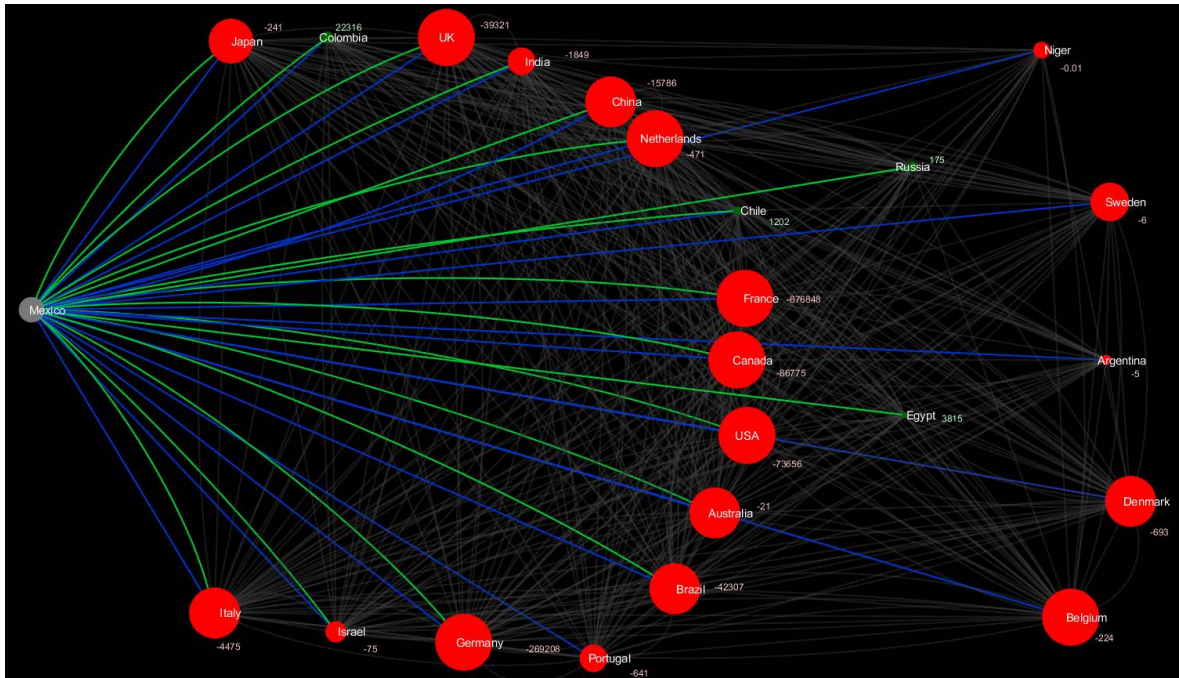 Japan
-241
22316
Colombia
UK
-39321
India
-1849
Niger
-0.01
China
-15786
Netherlands
-471
Russia
175
Chile
1202
Sweden
-6
Mexico
France
-676848
Canada
-86775
Argentina
-5
Egypt
3815
USA
-73656
Australia
-21
Denmark
-693
Brazil
-42307
Italy
-4475
Israel
-75
Germany
-269208
Portugal
-641
Belgium
-224